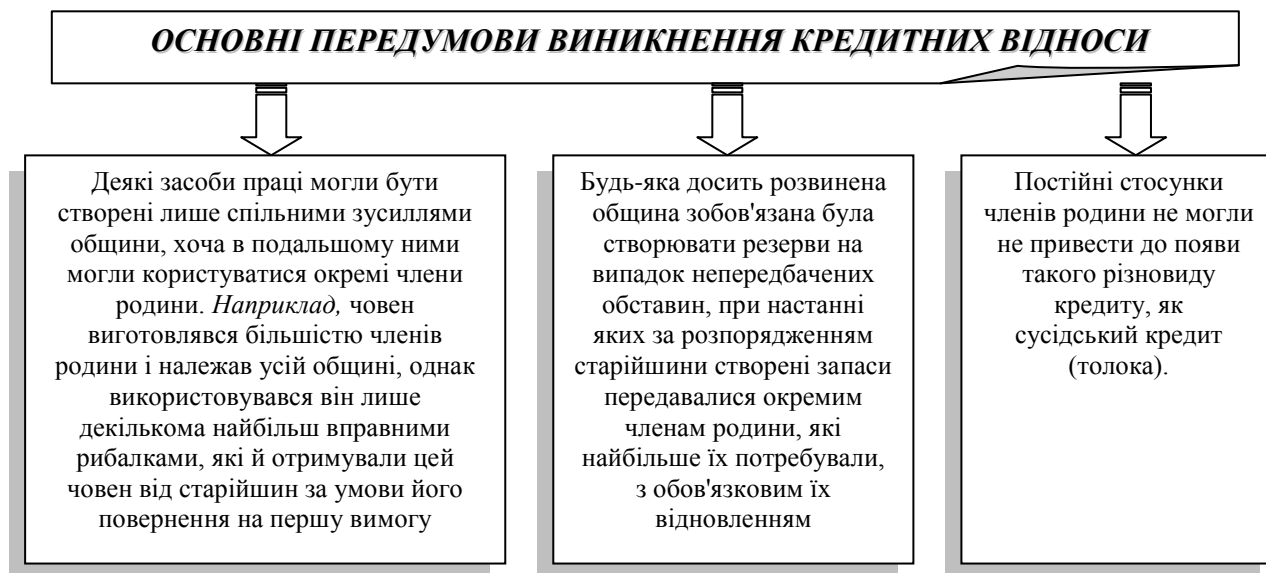 ОСНОВНІ ПЕРЕДУМОВИ ВИНИКНЕННЯ КРЕДИТНИХ ВІДНОСИ
Деякі засоби праці могли бути
створені лише спільними зусиллями
общини, хоча в подальшому ними
могли користуватися окремі члени
родини. Наприклад, човен
виготовлявся більшістю членів
родини і належав усій общині, однак
використовувався він лише
декількома найбільш вправними
рибалками, які й отримували цей
човен від старійшин за умови його
повернення на першу вимогу
Будь-яка досить розвинена
община зобов'язана була
створювати резерви на
випадок непередбачених
обставин, при настанні
яких за розпорядженням
старійшини створені запаси
передавалися окремим
членам родини, які
найбільше їх потребували,
з обов'язковим їх
відновленням
Постійні стосунки
членів родини не могли
не привести до появи
такого різновиду
кредиту, як
сусідський кредит
(толока).